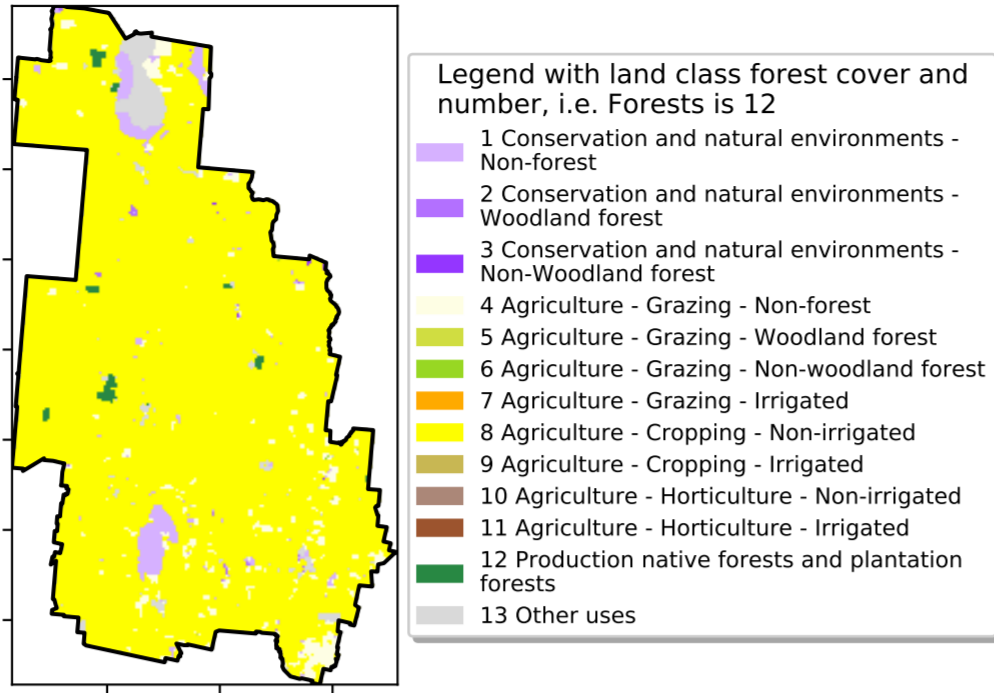 Legend with land class forest cover and
number, i.e. Forests is 12
1 Conservation and natural environments -
Non-forest
2 Conservation and natural environments -
Woodland forest
3 Conservation and natural environments -
Non-Woodland forest
4 Agriculture - Grazing - Non-forest
5 Agriculture - Grazing - Woodland forest
6 Agriculture - Grazing - Non-woodland forest
7 Agriculture - Grazing - Irrigated
8 Agriculture - Cropping - Non-irrigated
9 Agriculture - Cropping - Irrigated
10 Agriculture - Horticulture - Non-irrigated
11 Agriculture - Horticulture - Irrigated
12 Production native forests and plantation
forests
13 Other uses